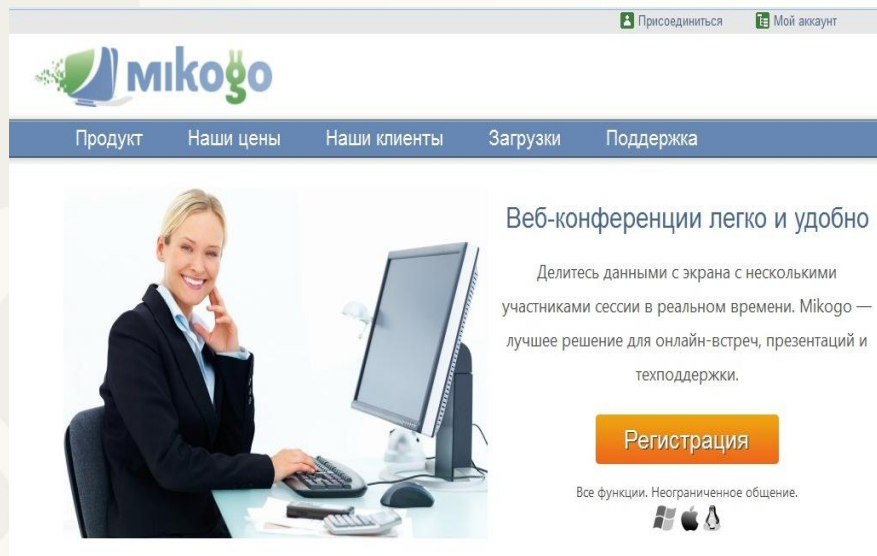 Присоединиться Мой аккаунт
mikogo
Продукт Наши цены Наши клиенты Загрузки Поддержка
Веб-конференции легко и удобно
Делитесь данными с экрана с несколькими
участниками сессии в реальном времени. Mikogo —
лучшее решение для онлайн-встреч, презентаций и
техподдержки.
Регистрация
Все функции. Неограниченное общение.